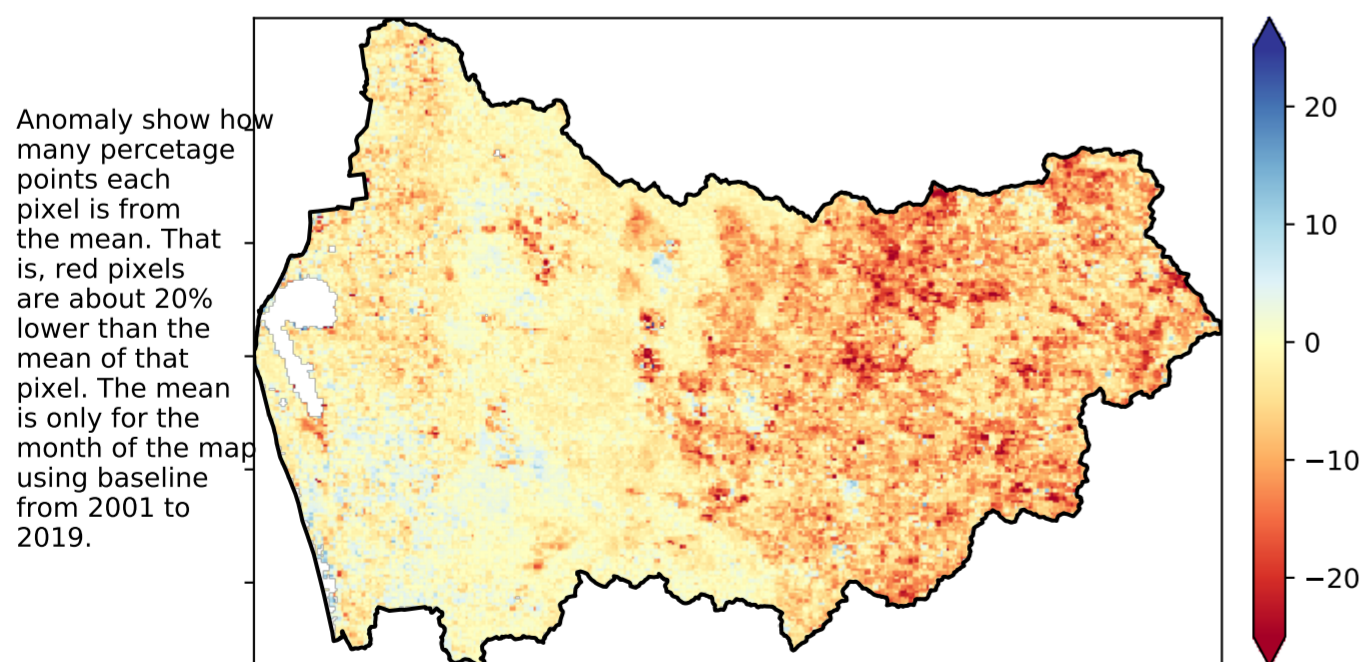 Anomaly show how
many percetage
points each
pixel is from
the mean. That
is, red pixels
are about 20%
lower than the
mean of that
pixel. The mean
is only for the
month of the map
using baseline
from 2001 to
2019.
20
10
0
−10
−20